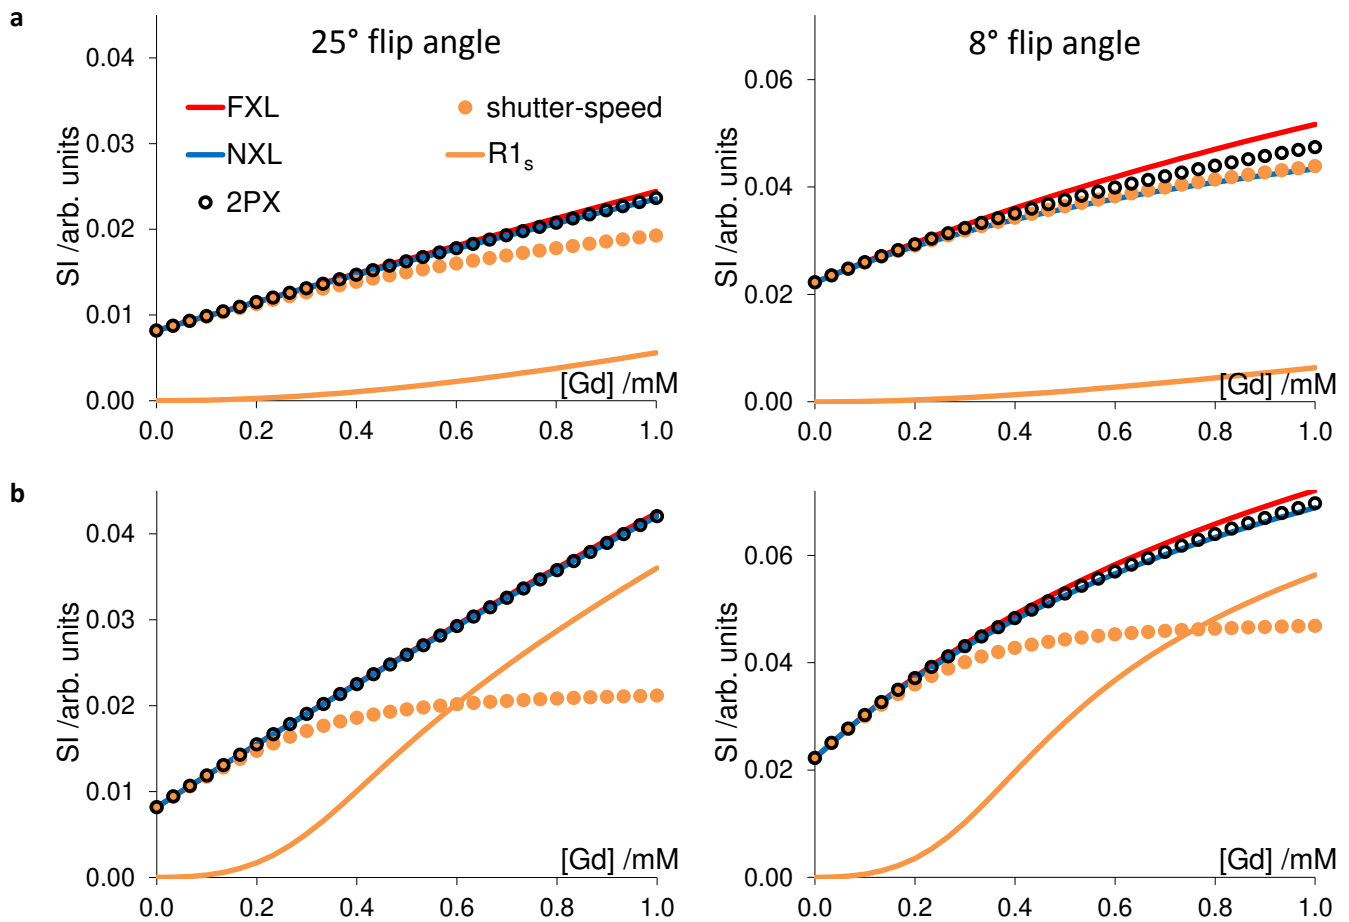 a
25° flip angle
8° flip angle
0.04
0.03
0.02
0.01
0.00
SI /arb. units
FXL
NXL
2PX
shutter-speed
R1s
[Gd] /mM
0.0 0.2 0.4 0.6 0.8 1.0
0.06
0.04
0.02
0.00
SI /arb. units
[Gd] /mM
0.0 0.2 0.4 0.6 0.8 1.0
b
0.04
0.03
0.02
0.01
0.00
SI /arb. units
[Gd] /mM
0.0 0.2 0.4 0.6 0.8 1.0
0.06
0.04
0.02
0.00
SI /arb. units
[Gd] /mM
0.0 0.2 0.4 0.6 0.8 1.0